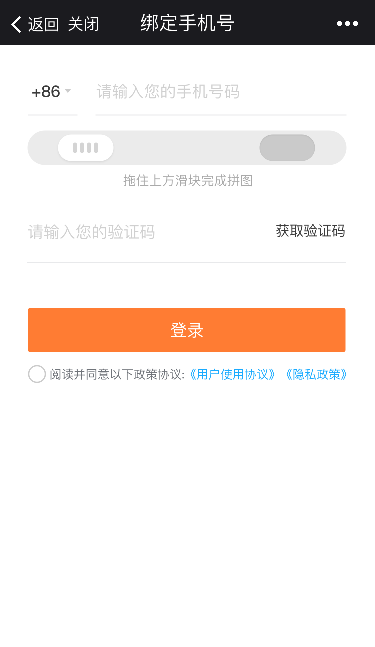 返回 关闭 绑定手机号
+86 请输入您的手机号码
拖住上方滑块完成拼图
请输入您的验证码 获取验证码
登录
阅读并同意以下政策协议:《用户使用协议》《隐私政策》